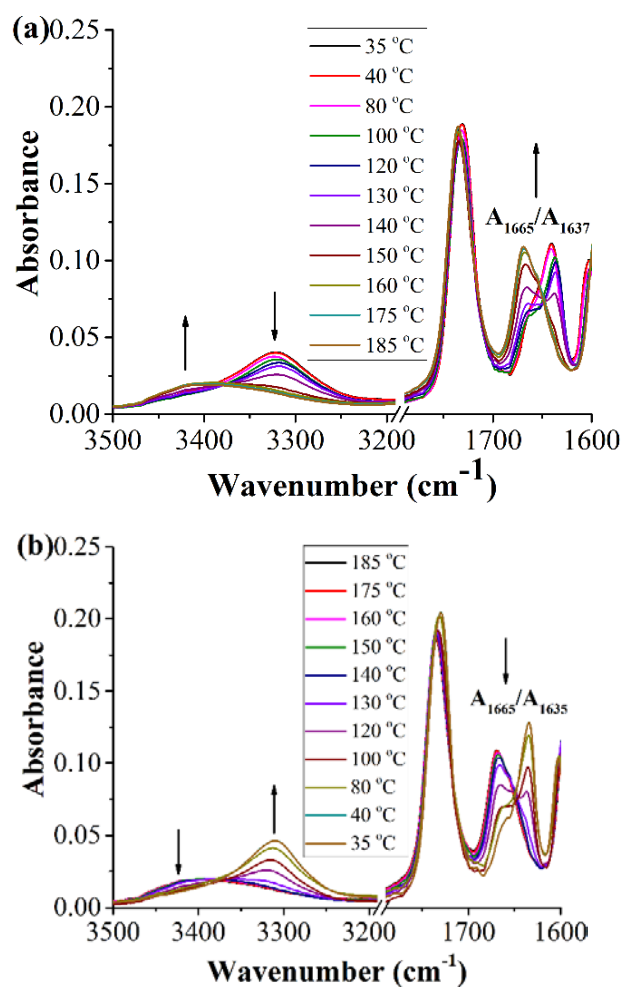 (a)
0.25
0.20
0.15
0.10
0.05
0.00
Absorbance
35 °C
40 °C
80 °C
100 °C
120 °C
130 °C
140 °C
150 °C
160 °C
175 °C
185 °C
A1665/A1637
3500 3400 3300 3200 1700 1600
Wavenumber (cm-1)
(b)
0.25
0.20
0.15
0.10
0.05
0.00
Absorbance
185 °C
175 °C
160 °C
150 °C
140 °C
130 °C
120 °C
100 °C
80 °C
40 °C
35 °C
A1665/A1635
3500 3400 3300 3200 1700 1600
Wavenumber (cm-1)